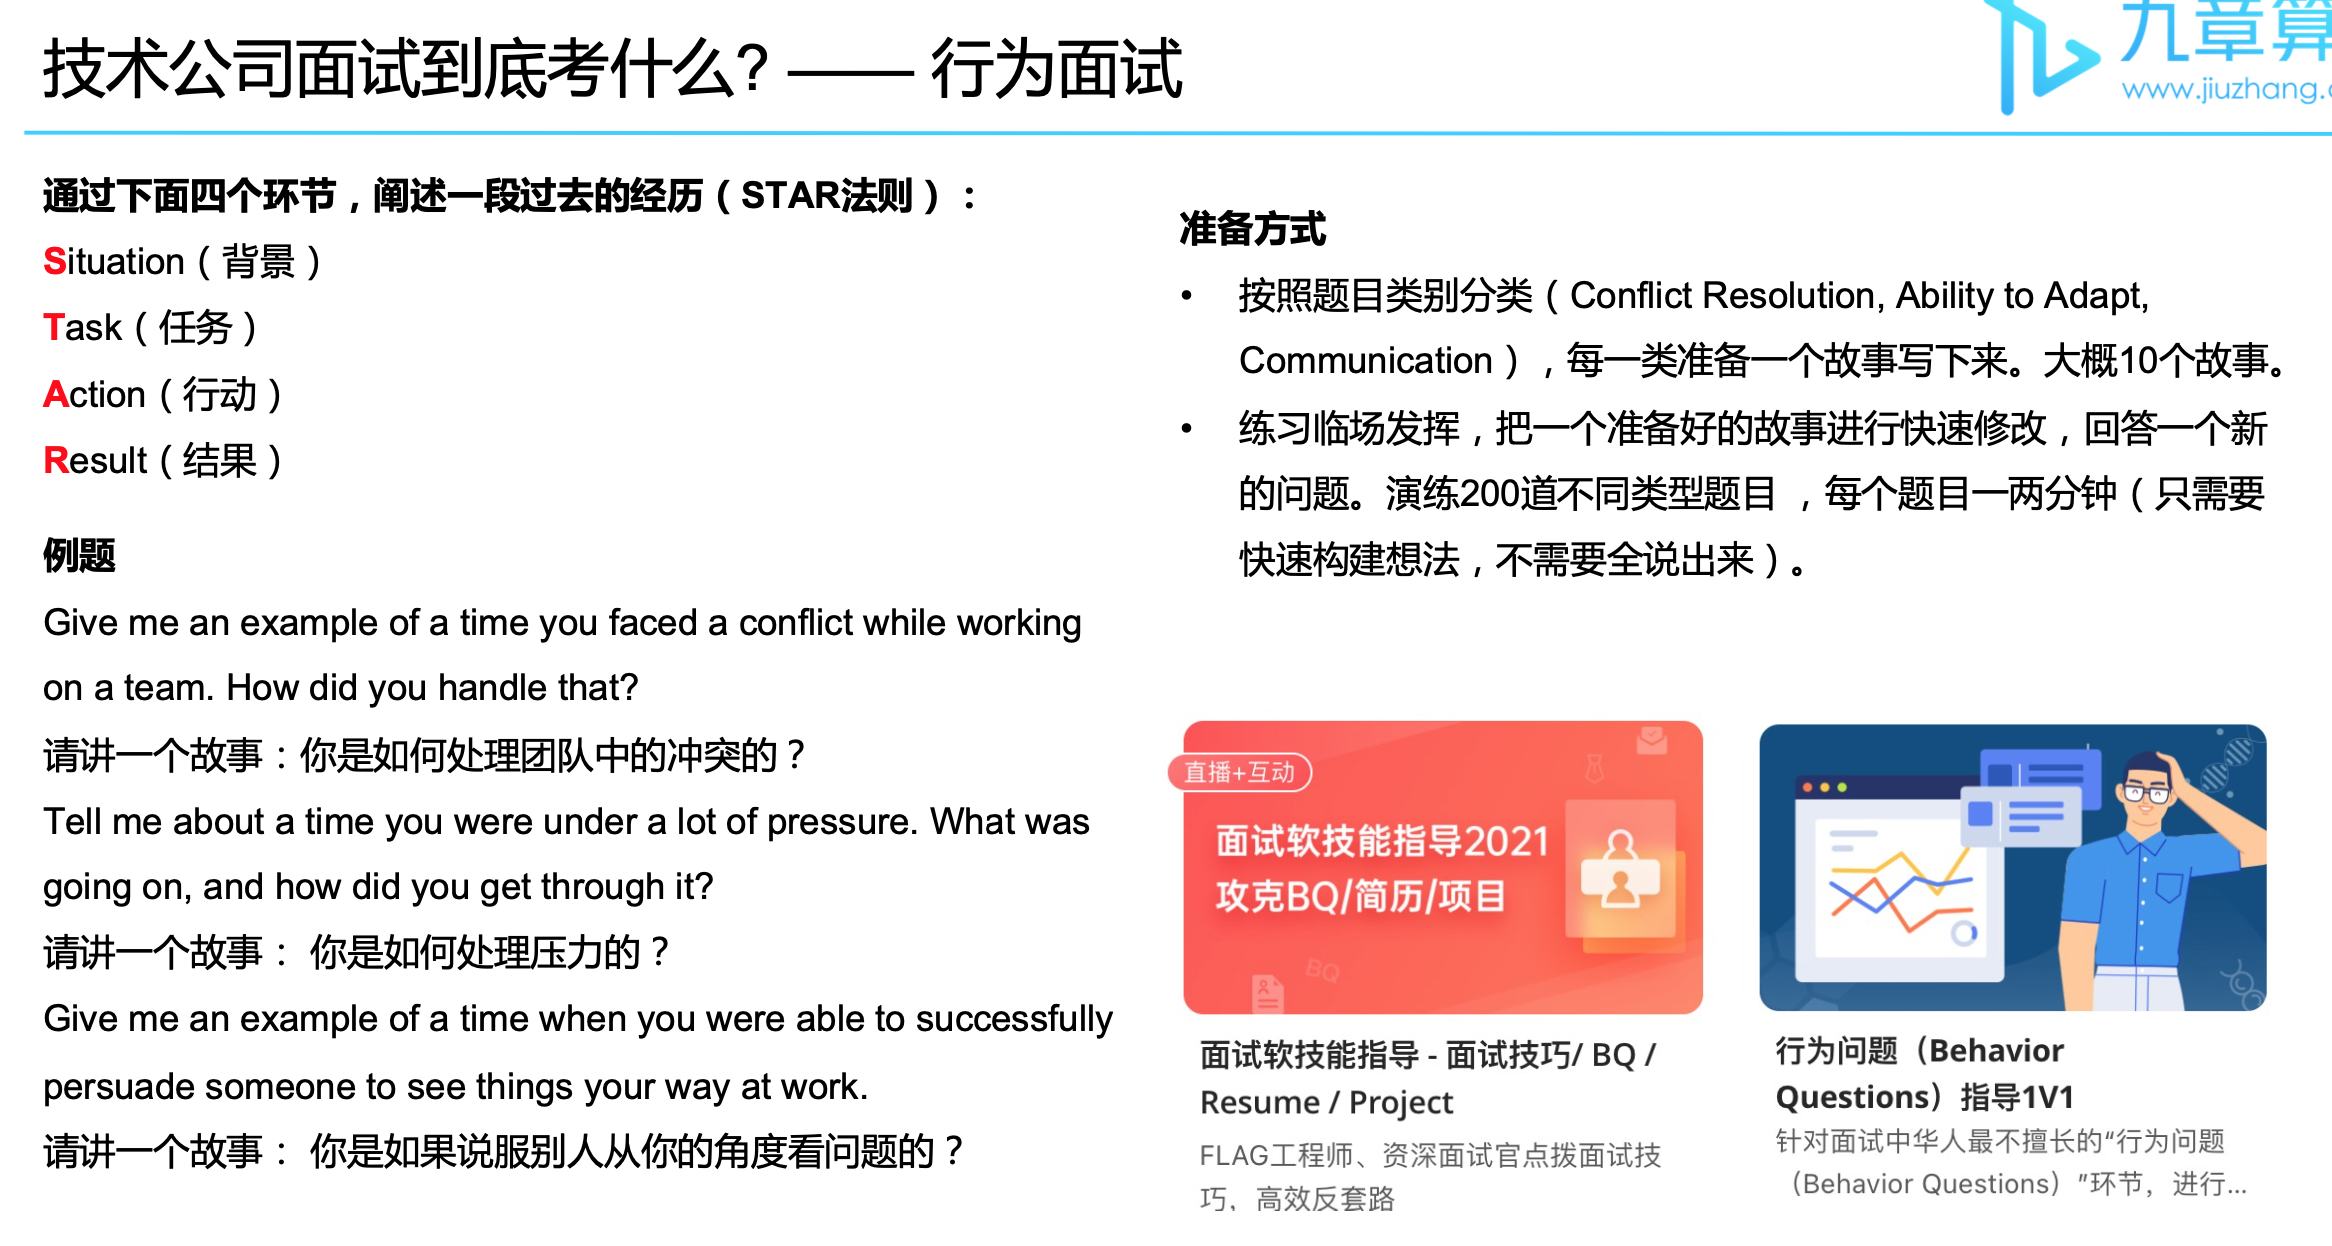 技术公司面试到底考什么？—— 行为面试
九章算
www.jiuzhang.
通过下面四个环节，阐述一段过去的经历（STAR法则）：
Situation（背景）
Task（任务）
Action（行动）
Result（结果）
例题
Give me an example of a time you faced a conflict while working
on a team. How did you handle that?
请讲一个故事：你是如何处理团队中的冲突的？
Tell me about a time you were under a lot of pressure. What was
going on, and how did you get through it?
请讲一个故事： 你是如何处理压力的？
Give me an example of a time when you were able to successfully
persuade someone to see things your way at work.
请讲一个故事： 你是如果说服别人从你的角度看问题的？
准备方式
• 按照题目类别分类（Conflict Resolution, Ability to Adapt,
Communication），每一类准备一个故事写下来。大概10个故事。
• 练习临场发挥，把一个准备好的故事进行快速修改，回答一个新
的问题。演练200道不同类型题目 ，每个题目一两分钟（只需要
快速构建想法，不需要全说出来）。
直播+互动
面试软技能指导2021
攻克BQ/简历/项目
BQ
面试软技能指导 - 面试技巧/ BQ /
Resume / Project
FLAG工程师、资深面试官点拨面试技
巧，高效反套路
行为问题（Behavior
Questions）指导1V1
针对面试中华人最不擅长的“行为问题
（Behavior Questions）”环节，进行...